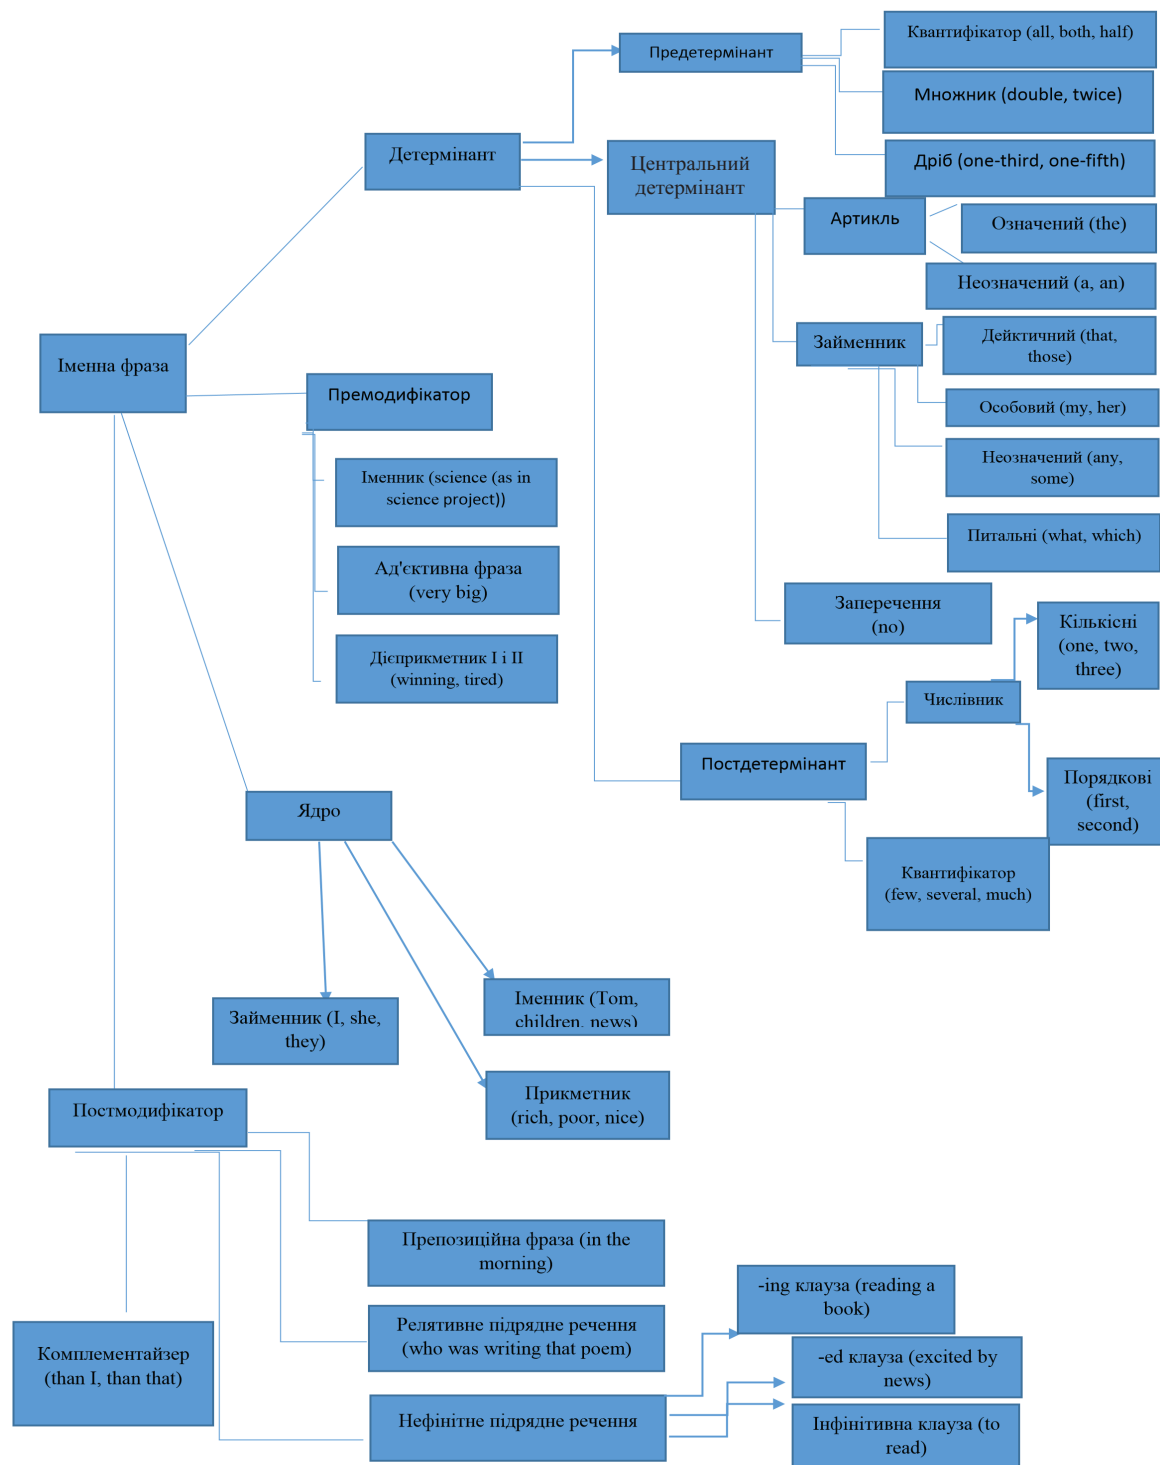 Квантифікатор (all, both, half)
Предетермінант
Множник (double, twice)
Детермінант
Центральний
детермінант
Дріб (one-third, one-fifth)
Артикль
Означений (the)
Неозначений (a, an)
Іменна фраза
Займенник
Дейктичний (that,
those)
Премодифікатор
Особовий (my, her)
Іменник (science (as in
science project))
Неозначений (any,
some)
Питальні (what, which)
Ад'єктивна фраза
(very big)
Заперечення
(no)
Кількісні
(one, two,
three)
Дієприкметник І і ІІ
(winning, tired)
Числівник
Постдетермінант
Порядкові
(first,
second)
Ядро
Квантифікатор
(few, several, much)
Займенник (I, she,
they)
Іменник (Tom,
children, news)
Прикметник
(rich, poor, nice)
Постмодифікатор
Препозиційна фраза (in the
morning)
-ing клауза (reading a
book)
Комплементайзер
(than I, than that)
Релятивне підрядне речення
(who was writing that poem)
-ed клауза (excited by
news)
Нефінітне підрядне речення
Інфінітивна клауза (to
read)